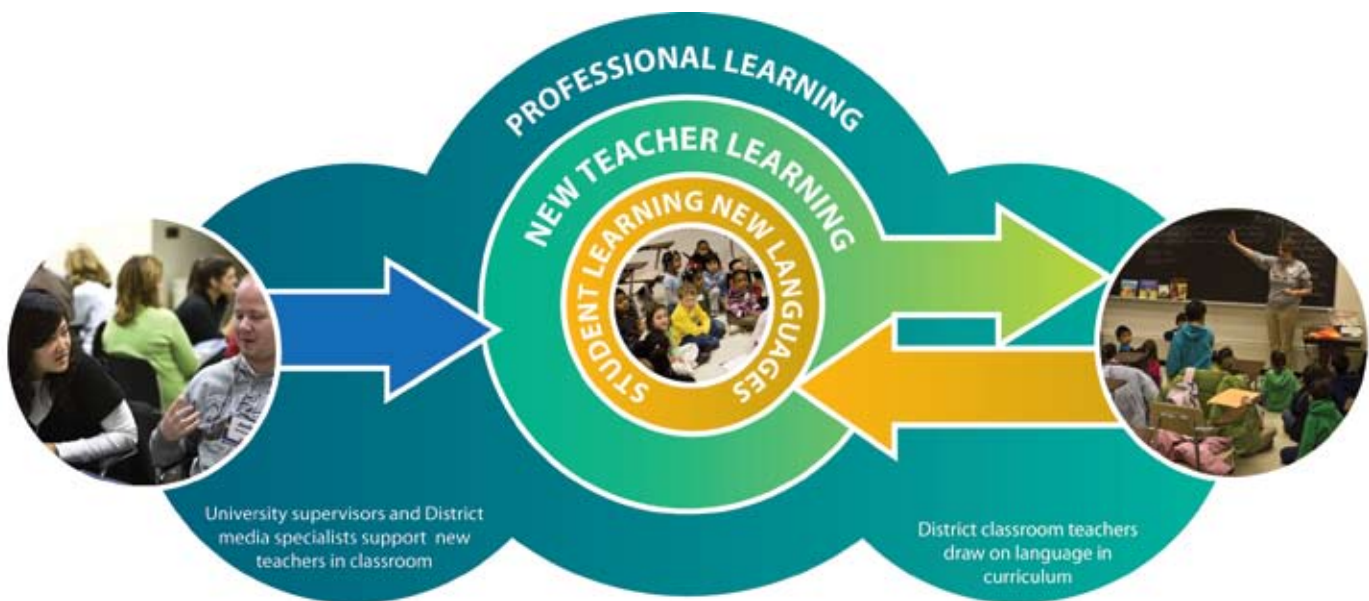 PROFESSIONAL LEARNING
NEW TEACHER LEARNING
STUDENT LEARNING NEW LANGUAGES
University supervisors and District
media specialists support new
teachers in classroom
District classroom teachers
draw on language in
curriculum